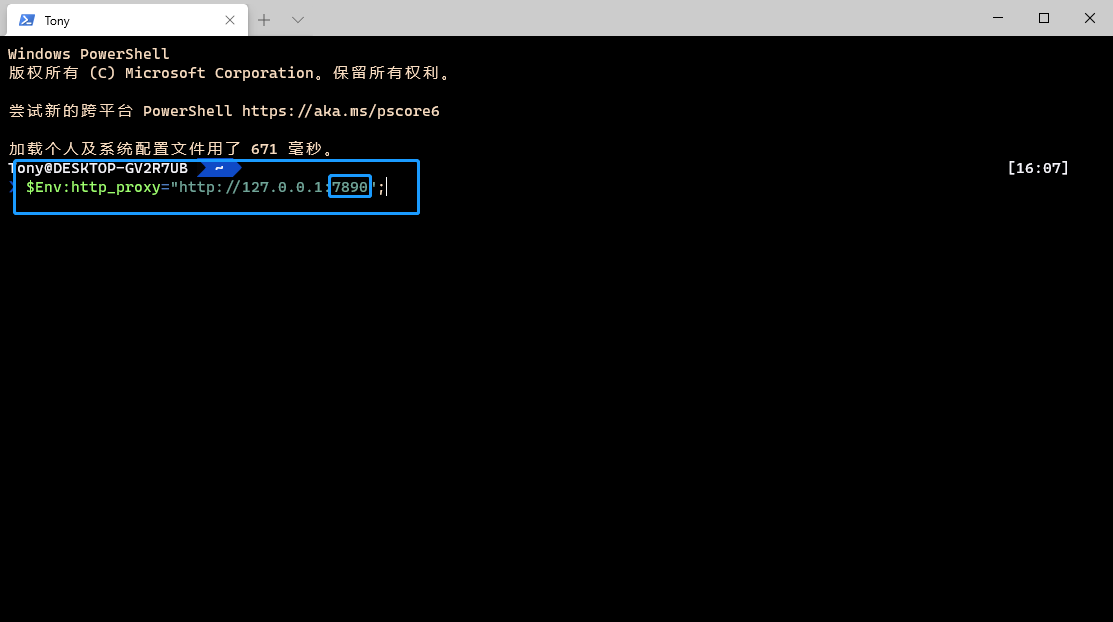 Tony
Windows PowerShell
版权所有 (C) Microsoft Corporation。保留所有权利。
尝试新的跨平台 PowerShell https://aka.ms/pscore6
加载个人及系统配置文件用了 671 毫秒。
Tony@DESKTOP-GV2R7UB ~ [16:07]
❯ $Env:http_proxy="http://127.0.0.1:7890";